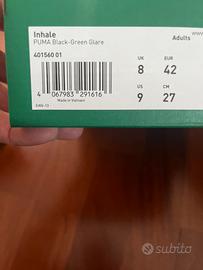 Inhale
PUMA Black-Green Glare
Adults
www.
401560 01
UK
EUR
8
42
US
CM
9
27
4 067983 291616
Made in Vietnam
subito